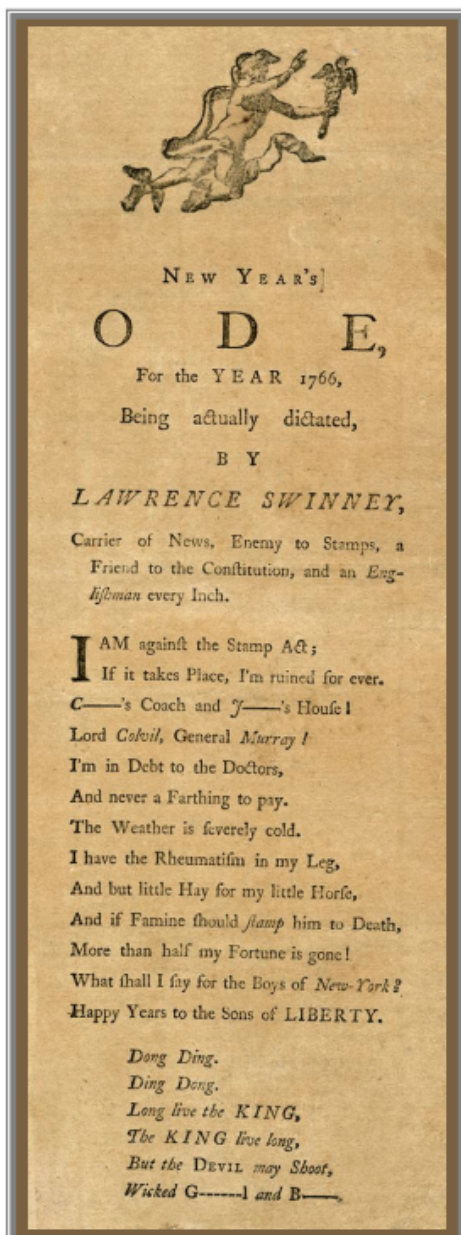 NEW YEAR'S]
ODE,
For the YEAR 1766,
Being actually dictated,
BY
LAWRENCE SWINNEY,
Carrier of News, Enemy to Stamps, a
Friend to the Conſtitution, and an Eng-
liſhman every Inch.
I AM againſt the Stamp Act;
If it takes Place, I'm ruined for ever.
C——'s Coach and J——'s Houſe!
Lord Colvil, General Murray!
I'm in Debt to the Doctors,
And never a Farthing to pay.
The Weather is ſeverely cold.
I have the Rheumatiſm in my Leg,
And but little Hay for my little Horſe,
And if Famine ſhould ſtamp him to Death,
More than half my Fortune is gone!
What ſhall I ſay for the Boys of New-York?
Happy Years to the Sons of LIBERTY.
Dong Ding.
Ding Dong.
Long live the KING,
The KING live long,
But the DEVIL may Shoot,
Wicked G------l and B——.